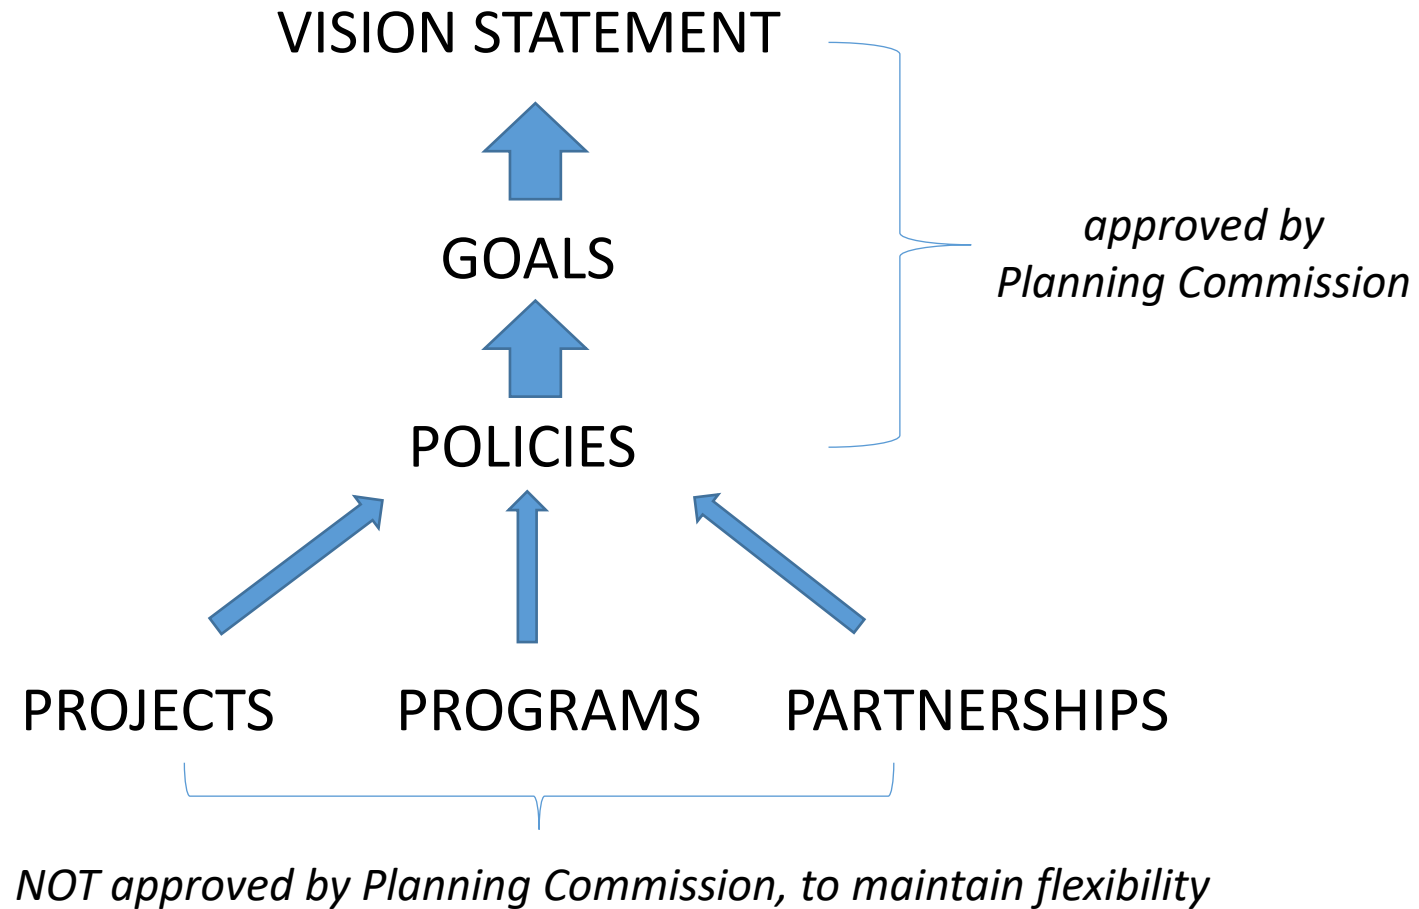 VISION STATEMENT
approved by
Planning Commission
GOALS
POLICIES
PROJECTS
PROGRAMS
PARTNERSHIPS
NOT approved by Planning Commission, to maintain flexibility